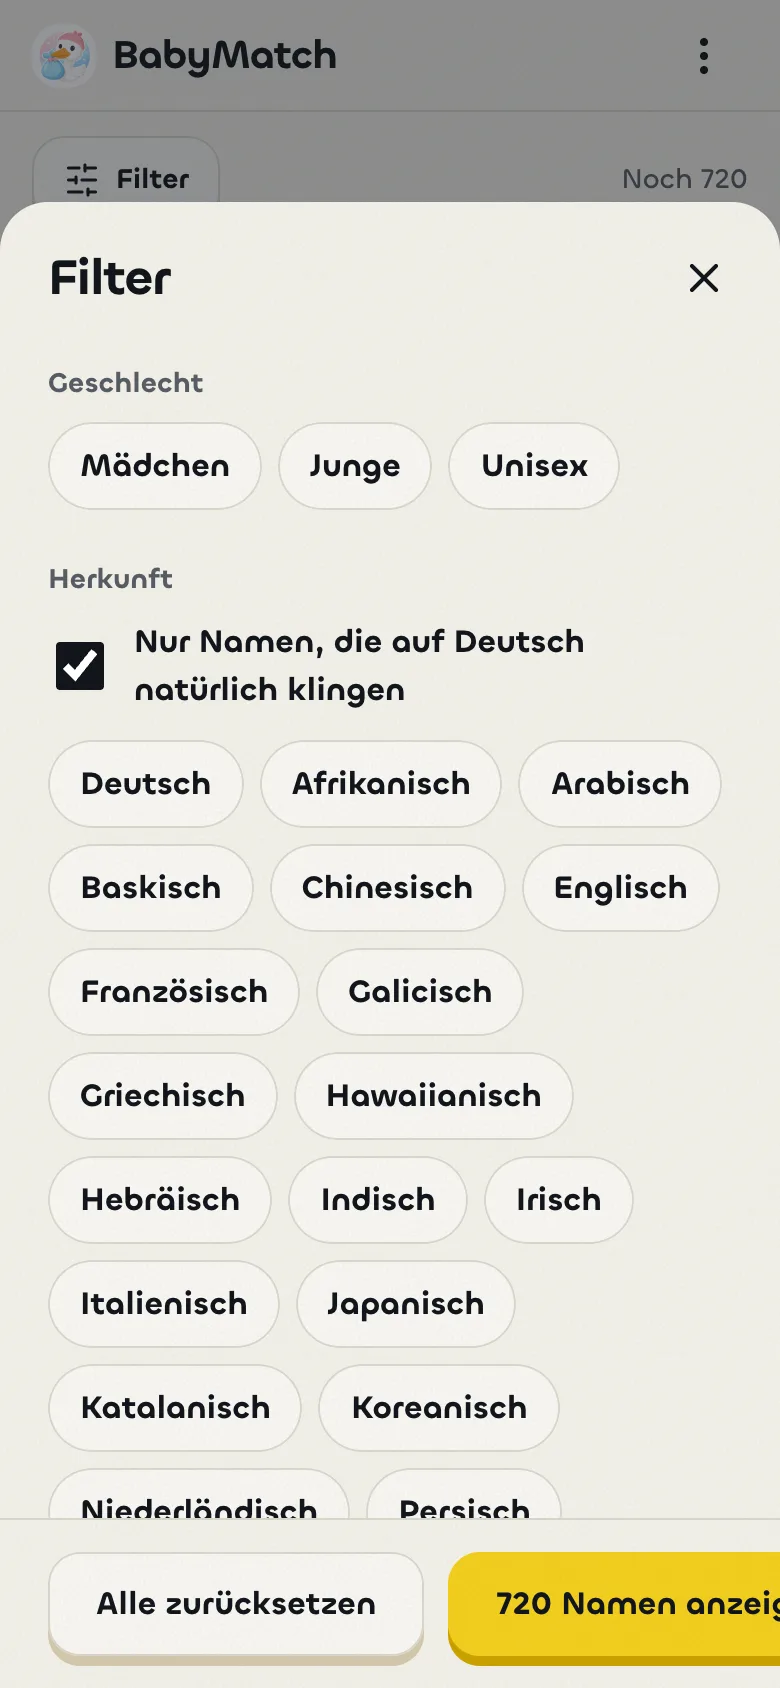 BabyMatch
Filter
Noch 720
Filter
Geschlecht
Mädchen
Junge
Unisex
Herkunft
Nur Namen, die auf Deutsch
natürlich klingen
Deutsch
Afrikanisch
Arabisch
Baskisch
Chinesisch
Englisch
Französisch
Galicisch
Griechisch
Hawaiianisch
Hebräisch
Indisch
Irisch
Italienisch
Japanisch
Katalanisch
Koreanisch
Niederländisch
Persisch
Alle zurücksetzen
720 Namen anzeig